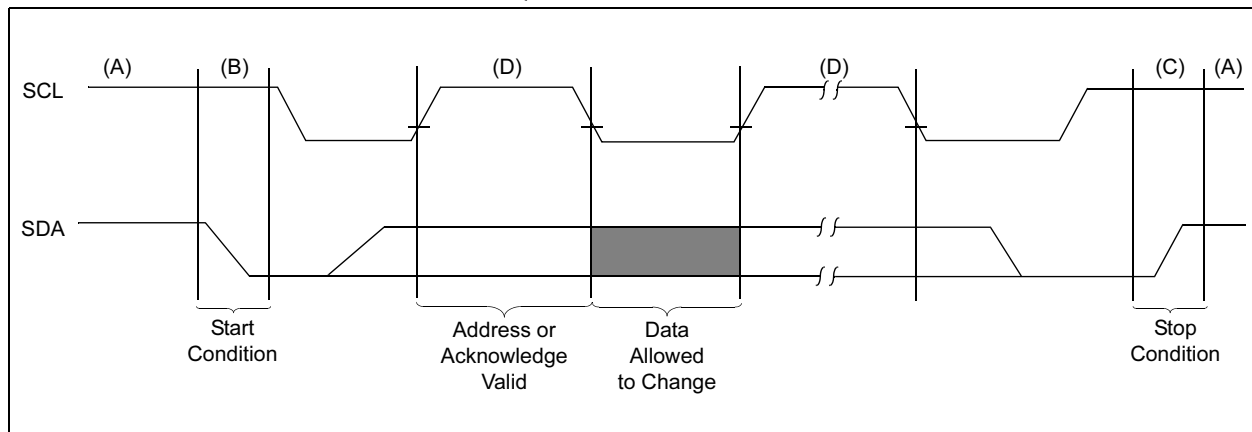 (A) (B) (D) (D) (C) (A)
SCL
SDA
Start
Condition
Address or
Acknowledge
Valid
Data
Allowed
to Change
Stop
Condition